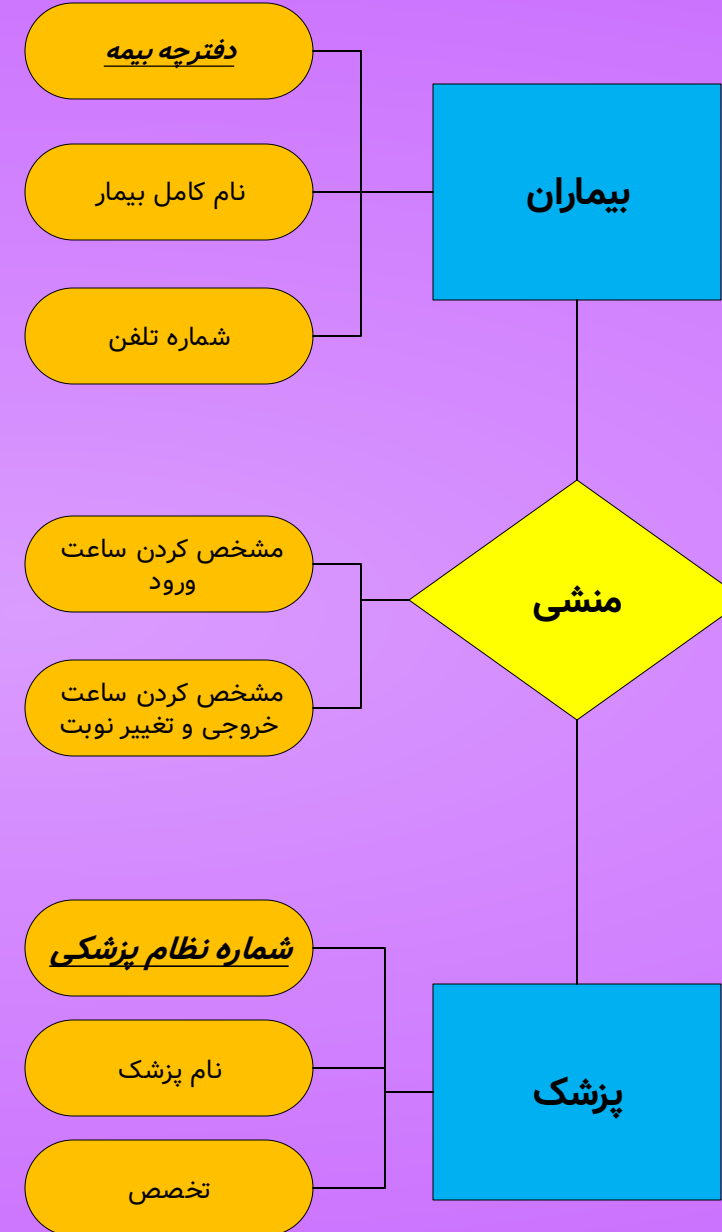 دفترچه بیمه
بیماران
نام کامل بیمار
شماره تلفن
مشخص کردن ساعت
ورود
منشی
مشخص کردن ساعت
خروجی و تغییر نوبت
شماره نظام پزشکی
نام پزشک
پزشک
تخصص